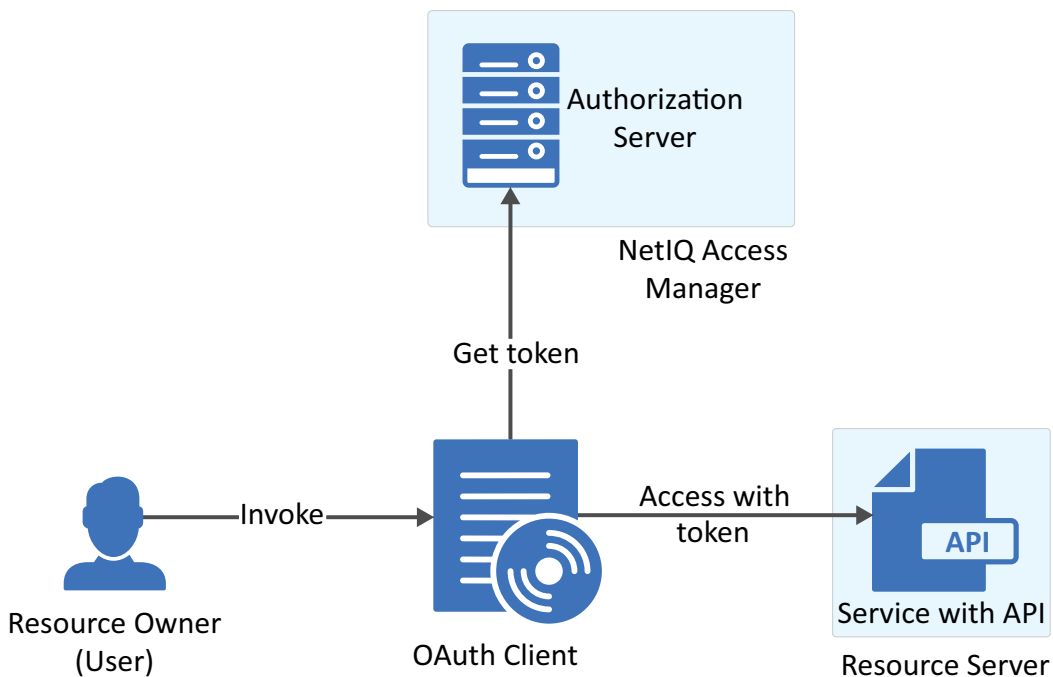 Authorization
Server
NetIQ Access
Manager
Get token
Invoke
Access with
token
API
Service with API
Resource Owner
(User)
OAuth Client
Resource Server